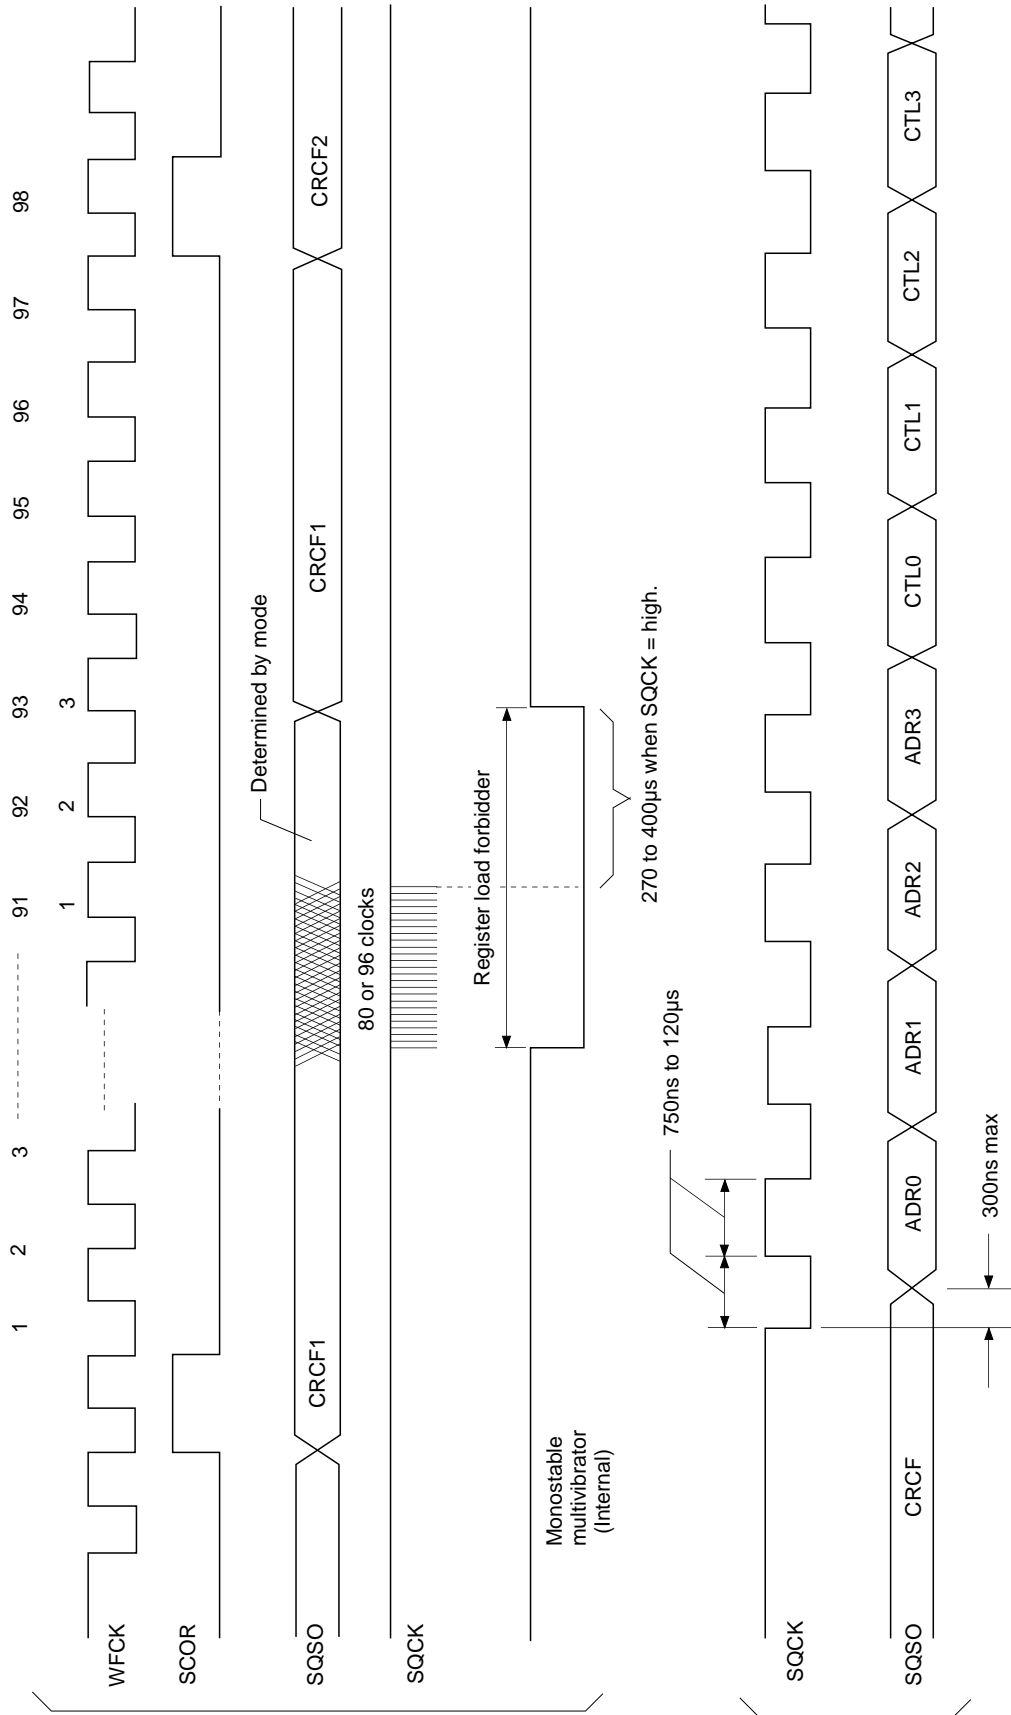 1 2 3 91 92 93 94 95 96 97 98
1 2 3
WFCK
SCOR
Determined by mode
SQSO
CRCF1
CRCF1
CRCF2
80 or 96 clocks
SQCK
Register load forbidder
Monostable
multivibrator
(Internal)
270 to 400µs when SQCK = high.
750ns to 120µs
SQCK
SQSO
CRCF
ADR0
ADR1
ADR2
ADR3
CTL0
CTL1
CTL2
CTL3
300ns max